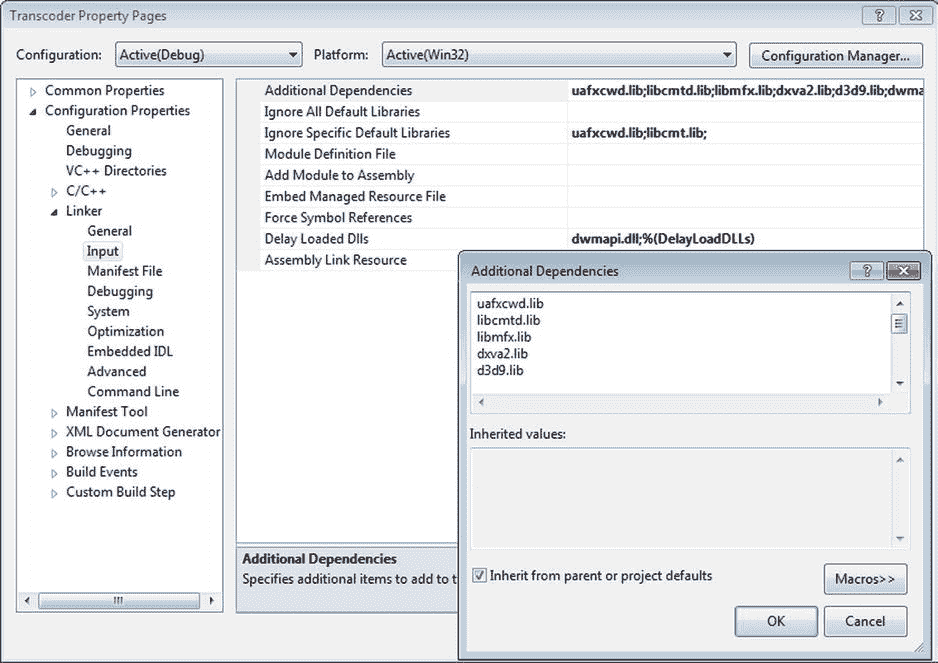 Transcoder Property Pages
Configuration: Active(Debug) Platform: Active(Win32) Configuration Manager...
Common Properties
Configuration Properties
General
Debugging
VC++ Directories
C/C++
Linker
General
Input
Manifest File
Debugging
System
Optimization
Embedded IDL
Advanced
Command Line
Manifest Tool
XML Document Generator
Browse Information
Build Events
Custom Build Step
Additional Dependencies uafxcwd.lib;libcmtd.lib;libmfx.lib;dxva2.lib;d3d9.lib;dwma
Ignore All Default Libraries
Ignore Specific Default Libraries uafxcwd.lib;libcmt.lib;
Module Definition File
Add Module to Assembly
Embed Managed Resource File
Force Symbol References
Delay Loaded Dlls dwmapi.dll;%(DelayLoadDLLs)
Assembly Link Resource
Additional Dependencies
Specifies additional items to add to t
Additional Dependencies
uafxcwd.lib
libcmtd.lib
libmfx.lib
dxva2.lib
d3d9.lib
Inherited values:
Inherit from parent or project defaults
Macros>>
OK Cancel